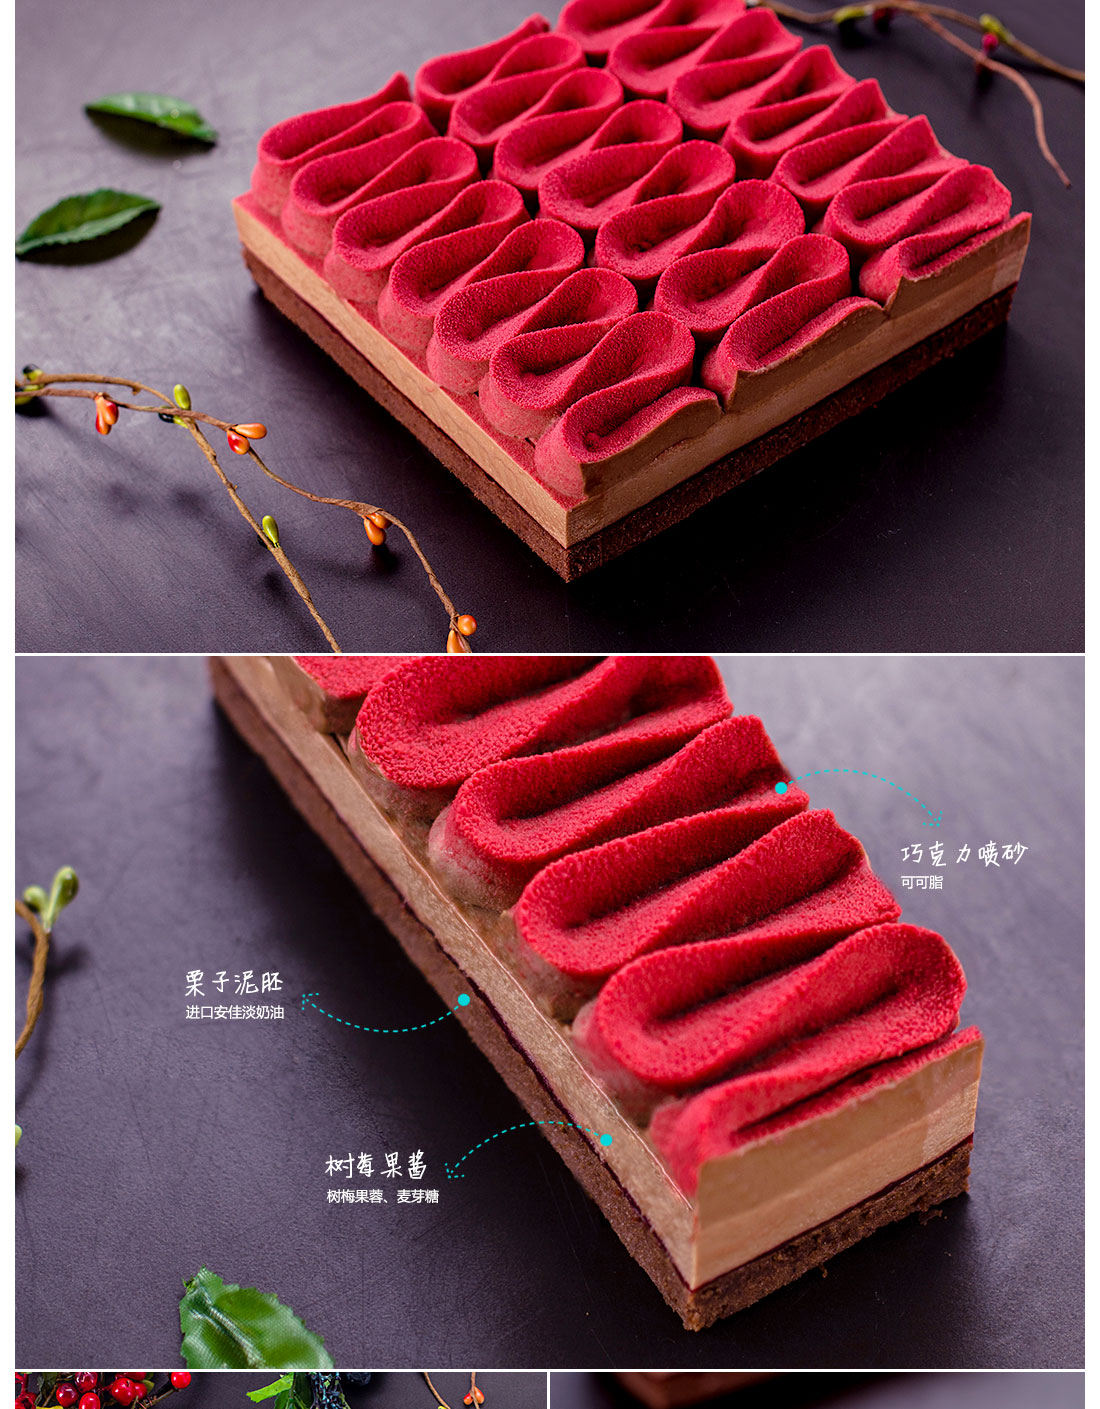 巧克力喷砂
可可脂
栗子泥胚
进口安佳淡奶油
树莓果酱
树梅果蓉、麦芽糖